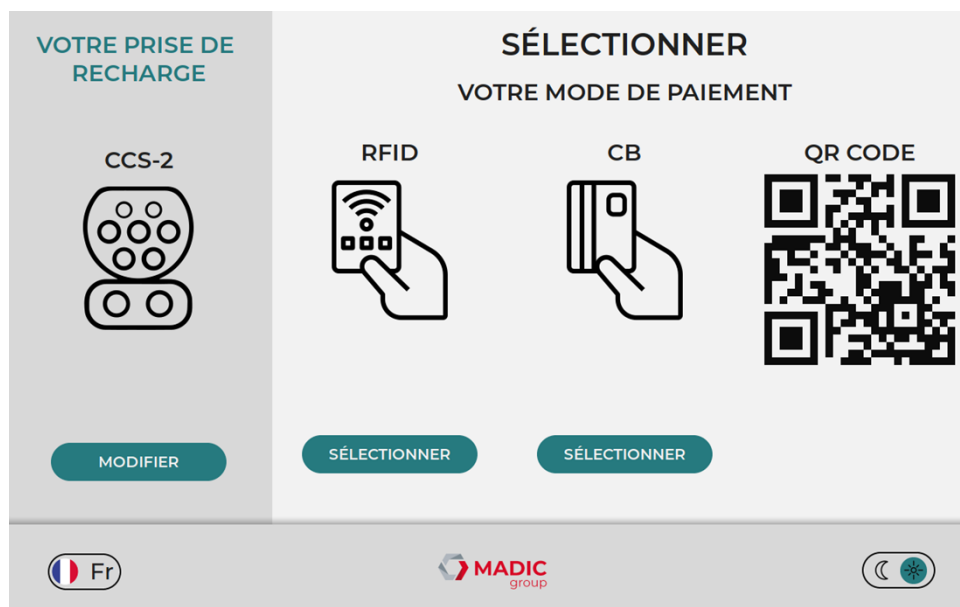 VOTRE PRISE DE
RECHARGE
CCS-2
MODIFIER
SÉLECTIONNER
VOTRE MODE DE PAIEMENT
RFID
CB
QR CODE
SÉLECTIONNER
SÉLECTIONNER
Fr
MADIC
group